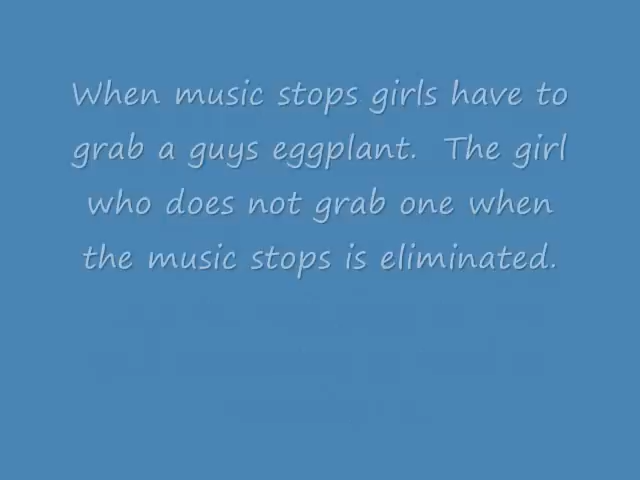 When music stops girls have to
grab a guys eggplant. The girl
who does not grab one when
the music stops is eliminated.